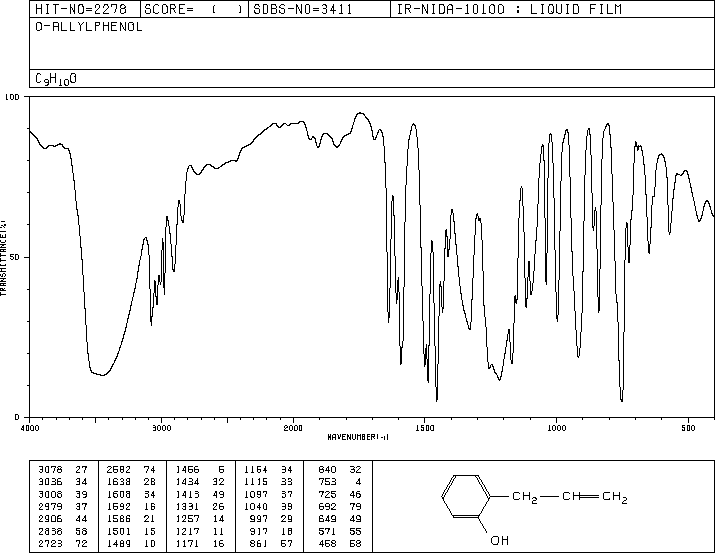 HIT-NO=2278 SCORE= ( ) SDBS-NO=3411 IR-NIDA-10100 : LIQUID FILM
O-ALLYLPHENOL
C9H10O
100
50
0
TRANSMITTANCE(%)
4000 3000 2000 1500 1000 500
WAVENUMBER(-1)
3078 27 2582 74 1456 5 1154 34 840 32
3036 34 1638 28 1434 32 1115 33 753 4
3008 39 1608 34 1413 49 1097 37 725 46
2979 37 1592 16 1331 26 1040 39 692 79
2906 44 1586 21 1257 14 997 29 649 49
2838 58 1501 15 1217 11 917 18 571 55
2723 72 1489 10 1171 16 861 57 458 58
CH2 CH CH2
OH